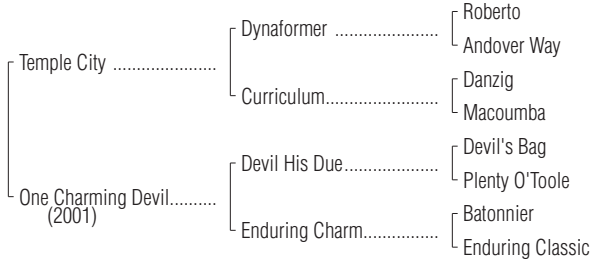 Roberto
Dynaformer ...................
Andover Way
Temple City ......................
Danzig
Curriculum........................
Macoumba
Devil's Bag
Devil His Due....................
Plenty O'Toole
One Charming Devil..........
(2001)
Batonnier
Enduring Charm................
Enduring Classic